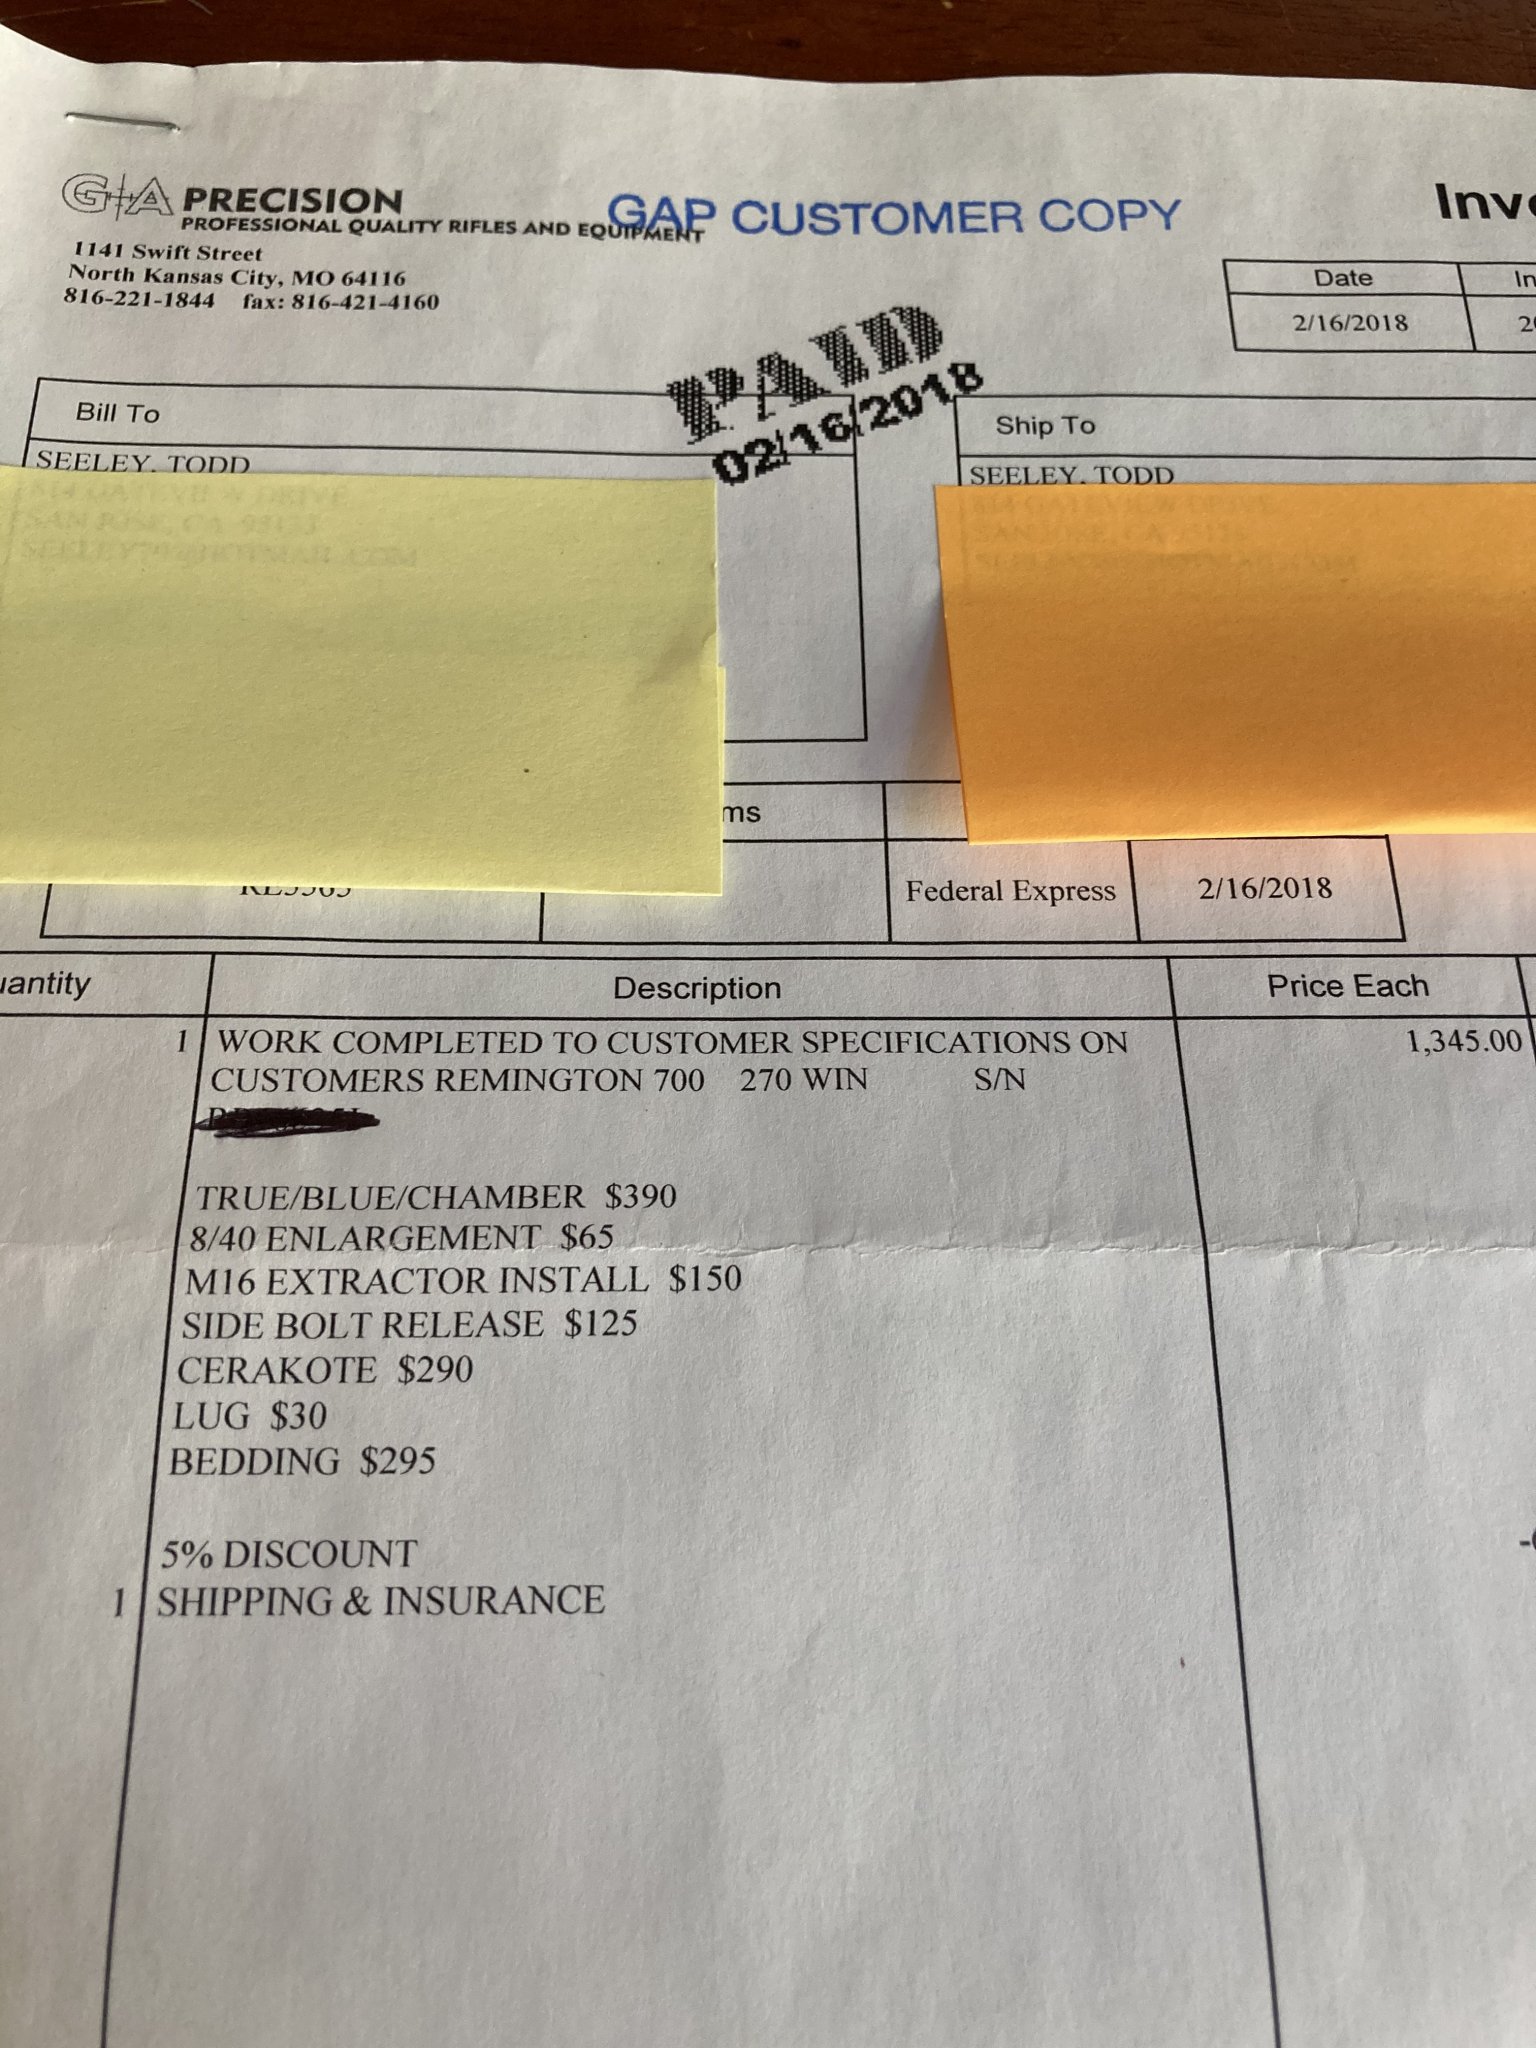 G+A PRECISION
PROFESSIONAL QUALITY RIFLES AND EQUIPMENT
1141 Swift Street
North Kansas City, MO 64116
816-221-1844 fax: 816-421-4160
GAP CUSTOMER COPY
Inv
Date In
2/16/2018 20
PAID
02/16/2018
Bill To
SEELEY, TODD
Ship To
SEELEY, TODD
ms
Federal Express 2/16/2018
uantity Description Price Each
1 WORK COMPLETED TO CUSTOMER SPECIFICATIONS ON 1,345.00
CUSTOMERS REMINGTON 700 270 WIN S/N
TRUE/BLUE/CHAMBER $390
8/40 ENLARGEMENT $65
M16 EXTRACTOR INSTALL $150
SIDE BOLT RELEASE $125
CERAKOTE $290
LUG $30
BEDDING $295
5% DISCOUNT
1 SHIPPING & INSURANCE